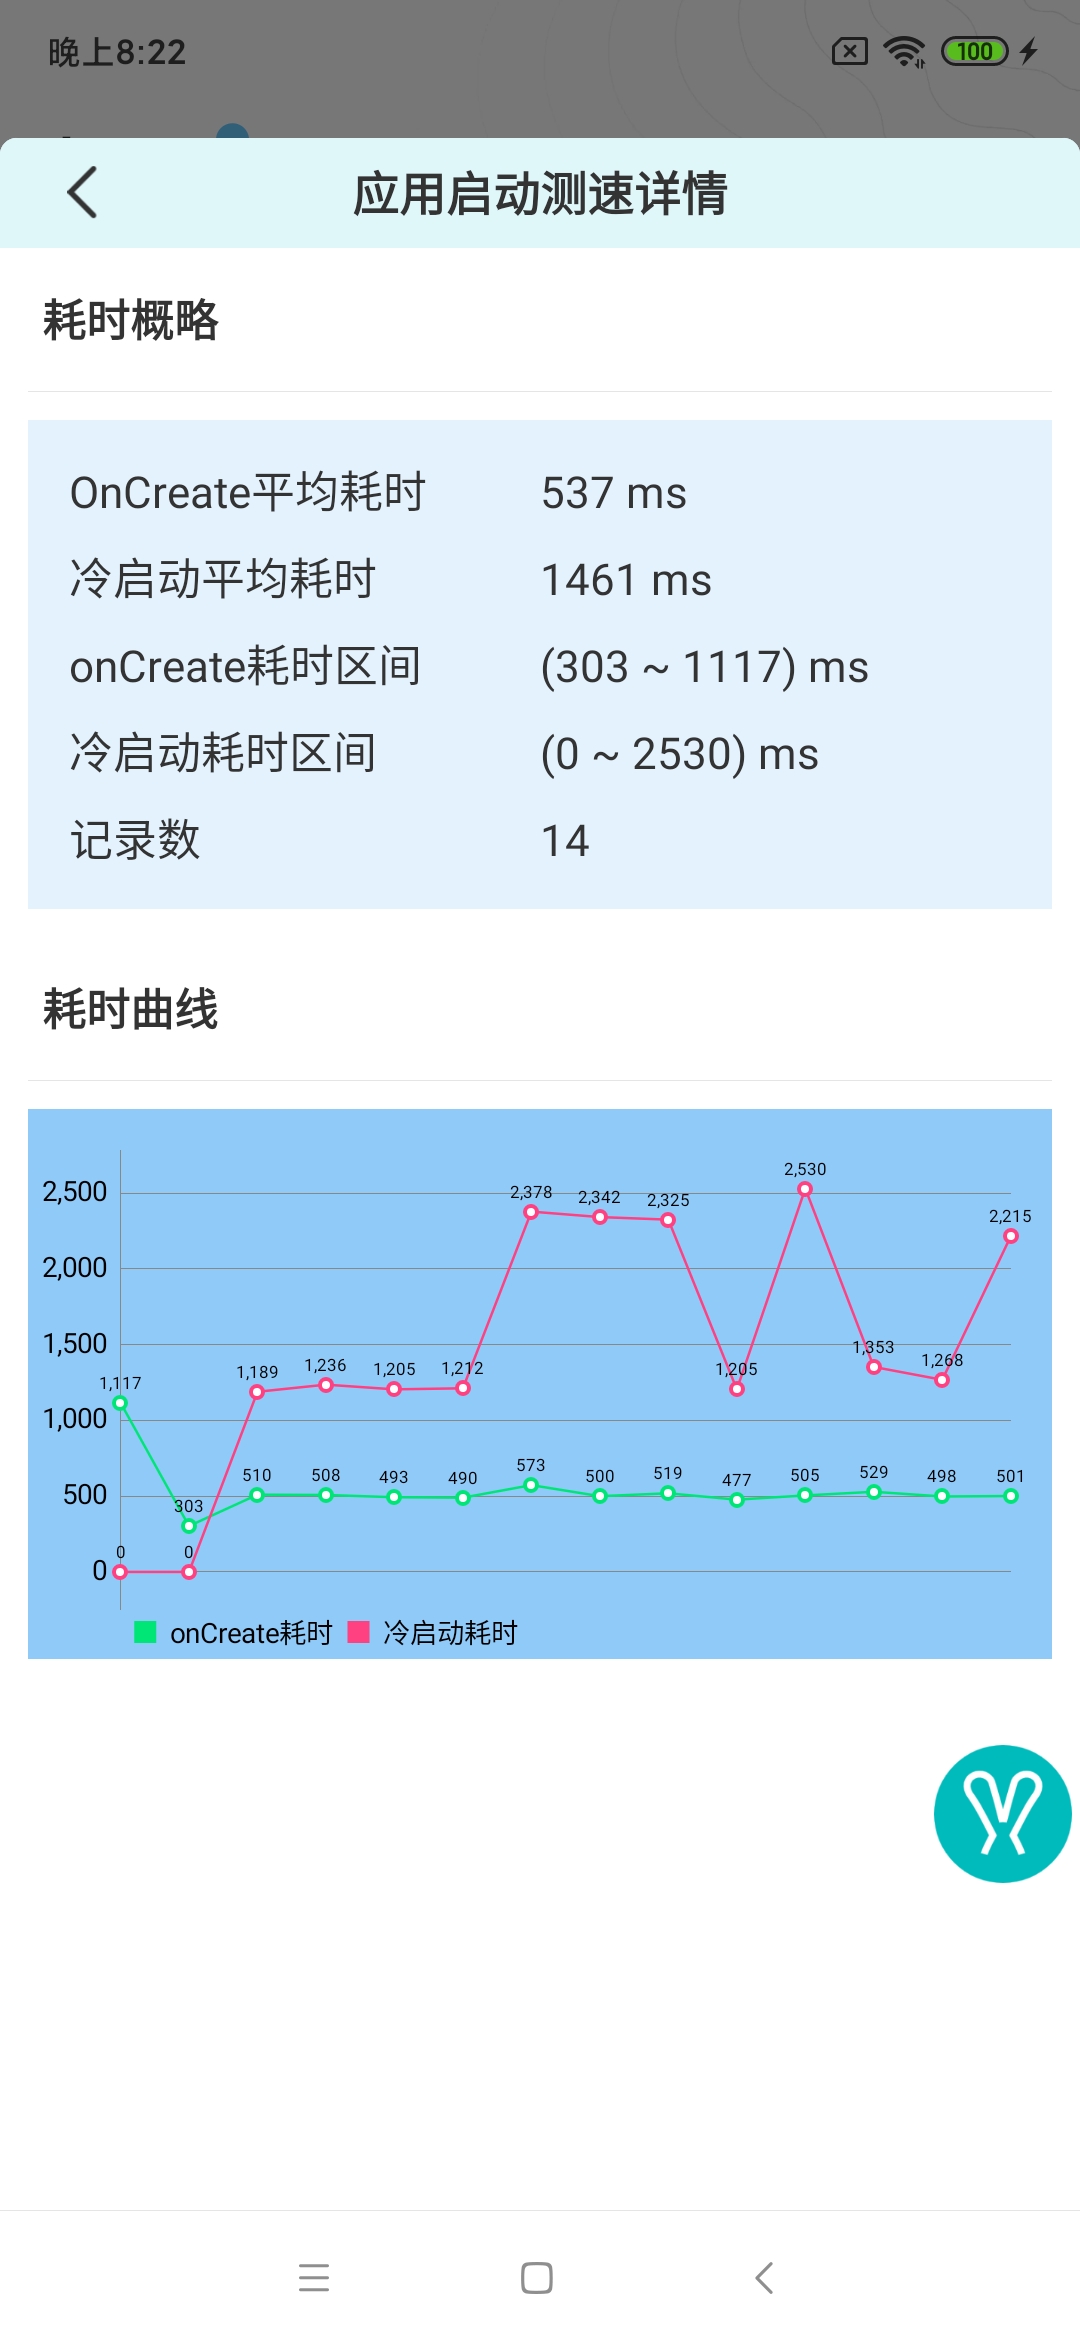 晚上8:22
100
应用启动测速详情
耗时概略
OnCreate平均耗时 537 ms
冷启动平均耗时 1461 ms
onCreate耗时区间 (303 ~ 1117) ms
冷启动耗时区间 (0 ~ 2530) ms
记录数 14
耗时曲线
2,530
2,500 2,378 2,342 2,325 2,215
2,000
1,500 1,353
1,117 1,189 1,236 1,205 1,212 1,205 1,268
1,000
500 303 510 508 493 490 573 500 519 477 505 529 498 501
0 0 0
onCreate耗时 冷启动耗时